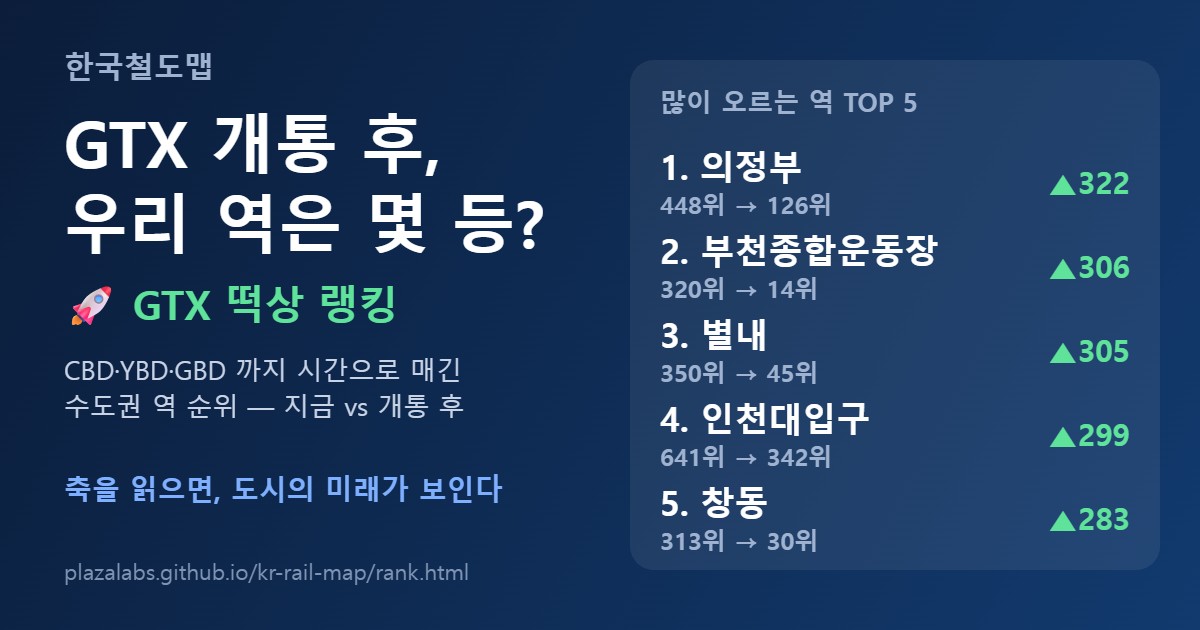 한국철도맵
GTX 개통 후,
우리 역은 몇 등?
🚀 GTX 떡상 랭킹
CBD·YBD·GBD 까지 시간으로 매긴
수도권 역 순위 — 지금 vs 개통 후
축을 읽으면, 도시의 미래가 보인다
plazalabs.github.io/kr-rail-map/rank.html
많이 오르는 역 TOP 5
1. 의정부
448위 → 126위
▲322
2. 부천종합운동장
320위 → 14위
▲306
3. 별내
350위 → 45위
▲305
4. 인천대입구
641위 → 342위
▲299
5. 창동
313위 → 30위
▲283